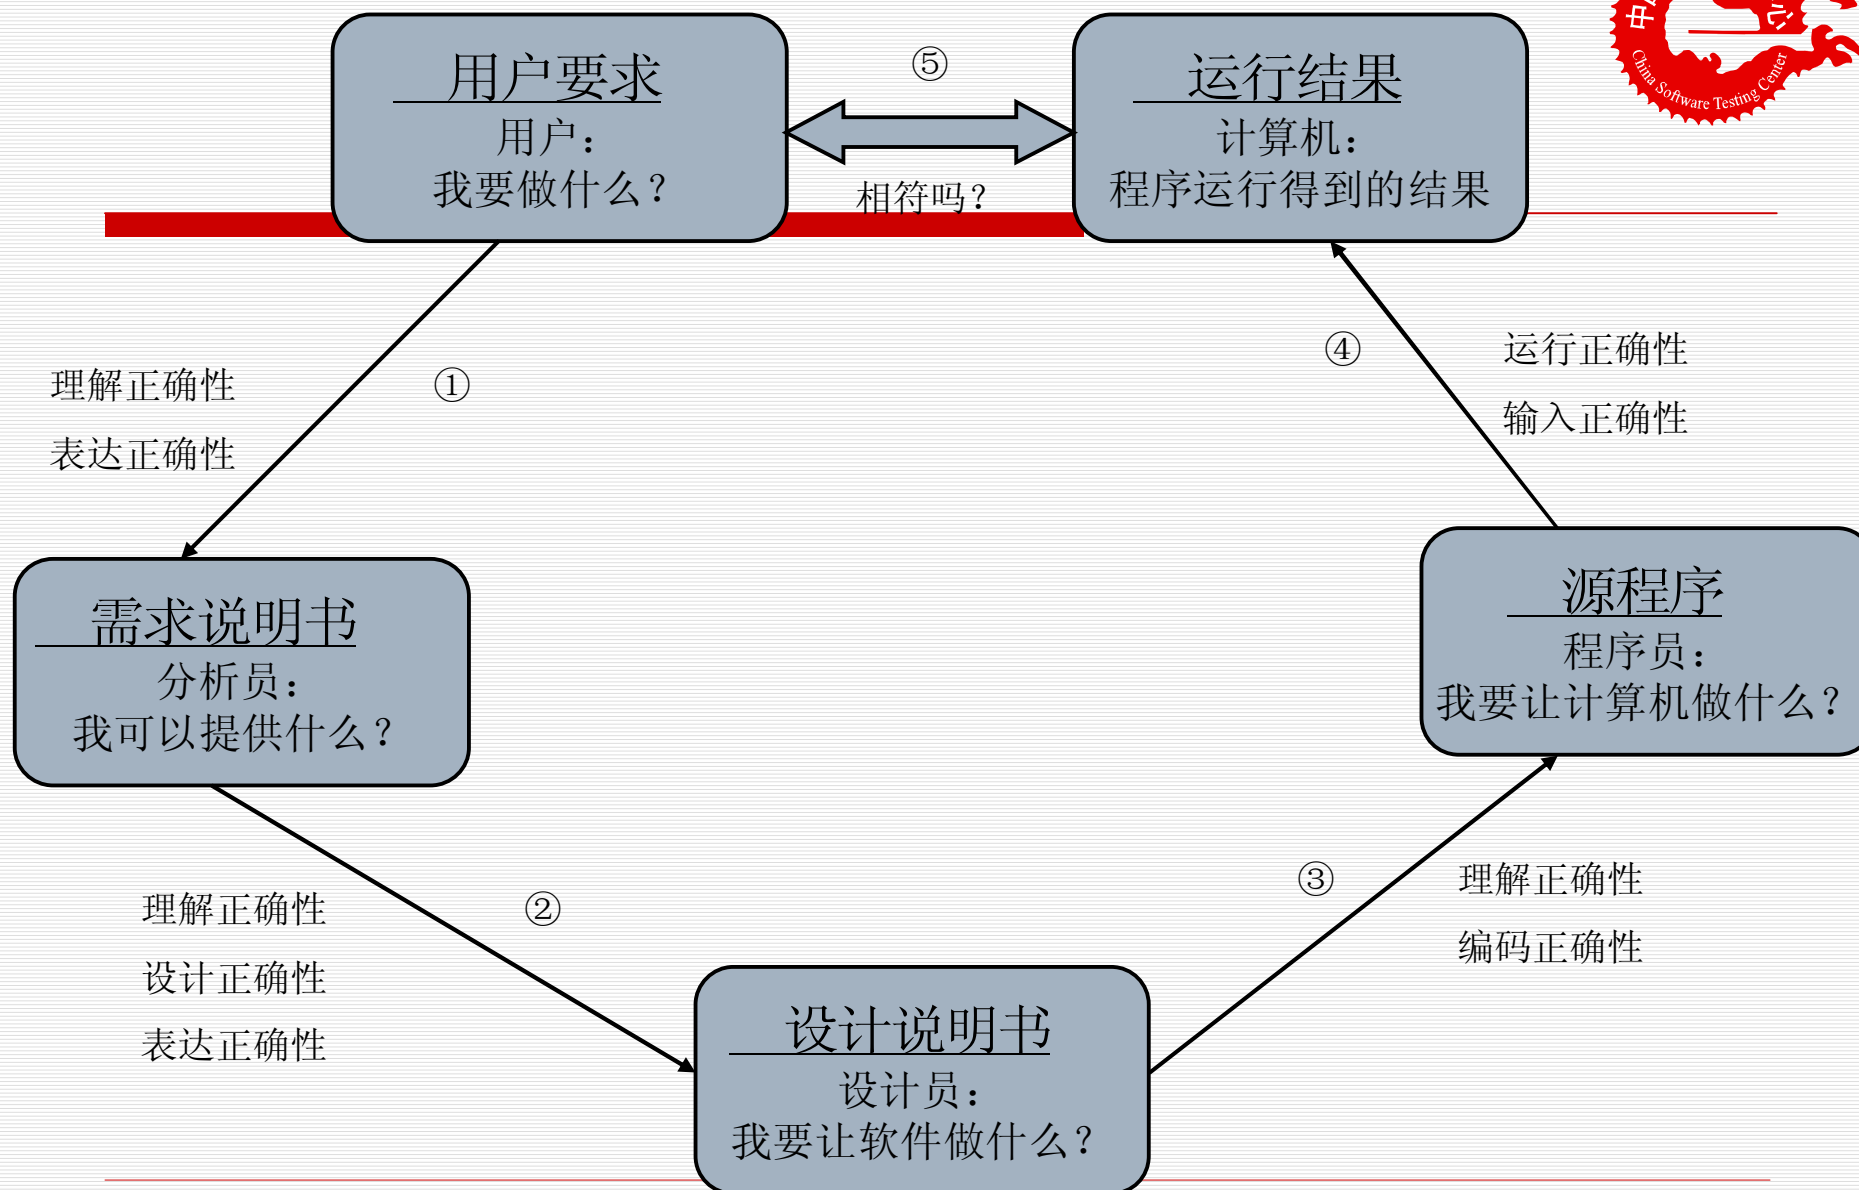 用户要求
用户：
我要做什么？
⑤
相符吗？
运行结果
计算机：
程序运行得到的结果
China Software Testing Center
理解正确性
表达正确性
①
④
运行正确性
输入正确性
需求说明书
分析员：
我可以提供什么？
源程序
程序员：
我要让计算机做什么？
理解正确性
设计正确性
表达正确性
②
③
理解正确性
编码正确性
设计说明书
设计员：
我要让软件做什么？
中
心